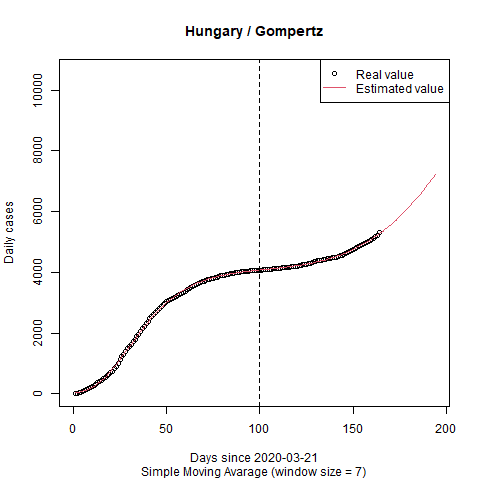 Hungary / Gompertz
Real value
Estimated value
Daily cases
0
2000
4000
6000
8000
10000
0
50
100
150
200
Days since 2020-03-21
Simple Moving Avarage (window size = 7)